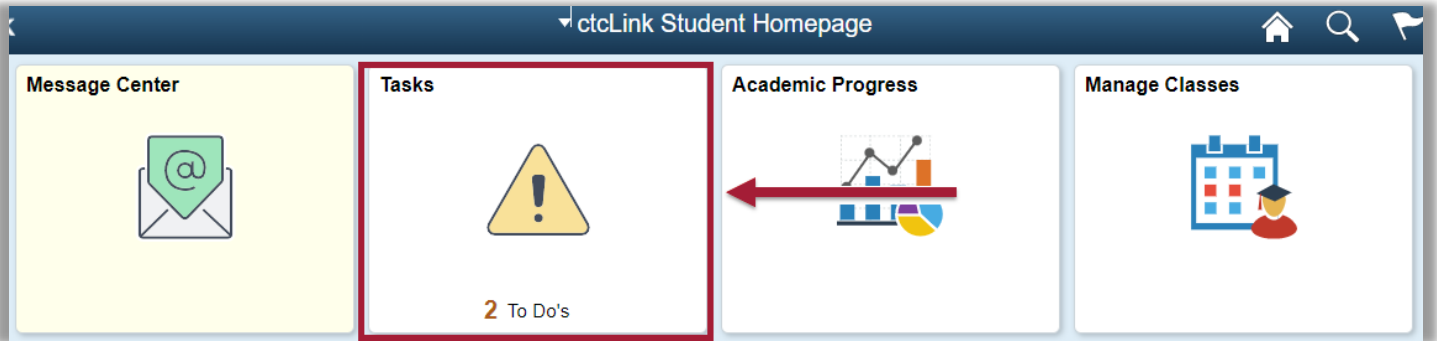 ctcLink Student Homepage
Message Center
Tasks
Academic Progress
Manage Classes
@
!
2 To Do's